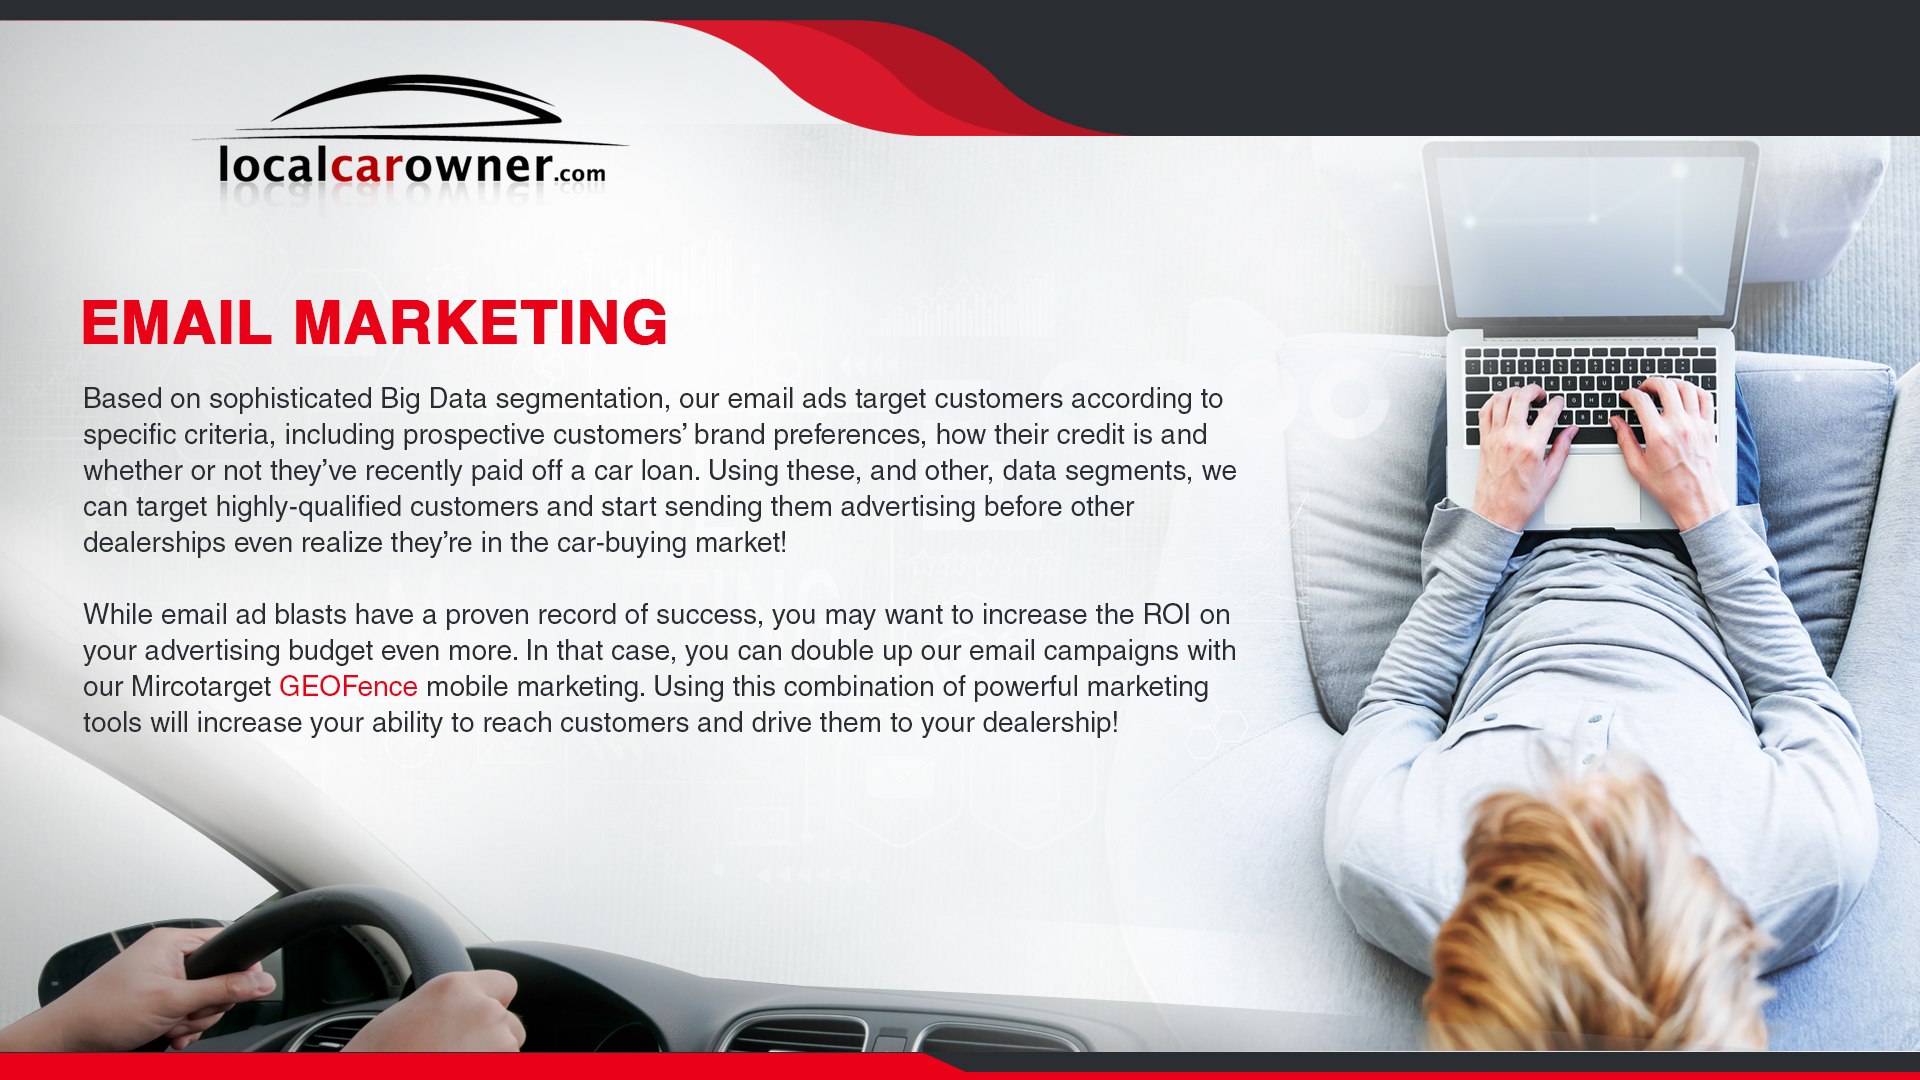 localcarowner.com
EMAIL MARKETING
Based on sophisticated Big Data segmentation, our email ads target customers according to
specific criteria, including prospective customers’ brand preferences, how their credit is and
whether or not they’ve recently paid off a car loan. Using these, and other, data segments, we
can target highly-qualified customers and start sending them advertising before other
dealerships even realize they’re in the car-buying market!
While email ad blasts have a proven record of success, you may want to increase the ROI on
your advertising budget even more. In that case, you can double up our email campaigns with
our Mircotarget GEOFence mobile marketing. Using this combination of powerful marketing
tools will increase your ability to reach customers and drive them to your dealership!